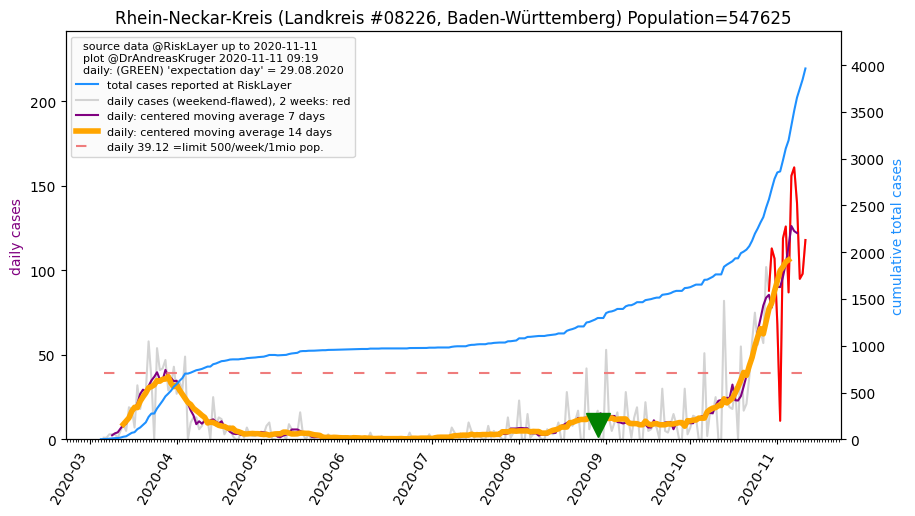 Rhein-Neckar-Kreis (Landkreis #08226, Baden-Württemberg) Population=547625
source data @RiskLayer up to 2020-11-11
plot @DrAndreasKruger 2020-11-11 09:19
daily: (GREEN) 'expectation day' = 29.08.2020
total cases reported at RiskLayer
daily cases (weekend-flawed), 2 weeks: red
daily: centered moving average 7 days
daily: centered moving average 14 days
daily 39.12 =limit 500/week/1mio pop.
daily cases
200
150
100
50
0
4000
3500
3000
2500
2000
1500
1000
500
0
cumulative total cases
2020-03
2020-04
2020-05
2020-06
2020-07
2020-08
2020-09
2020-10
2020-11